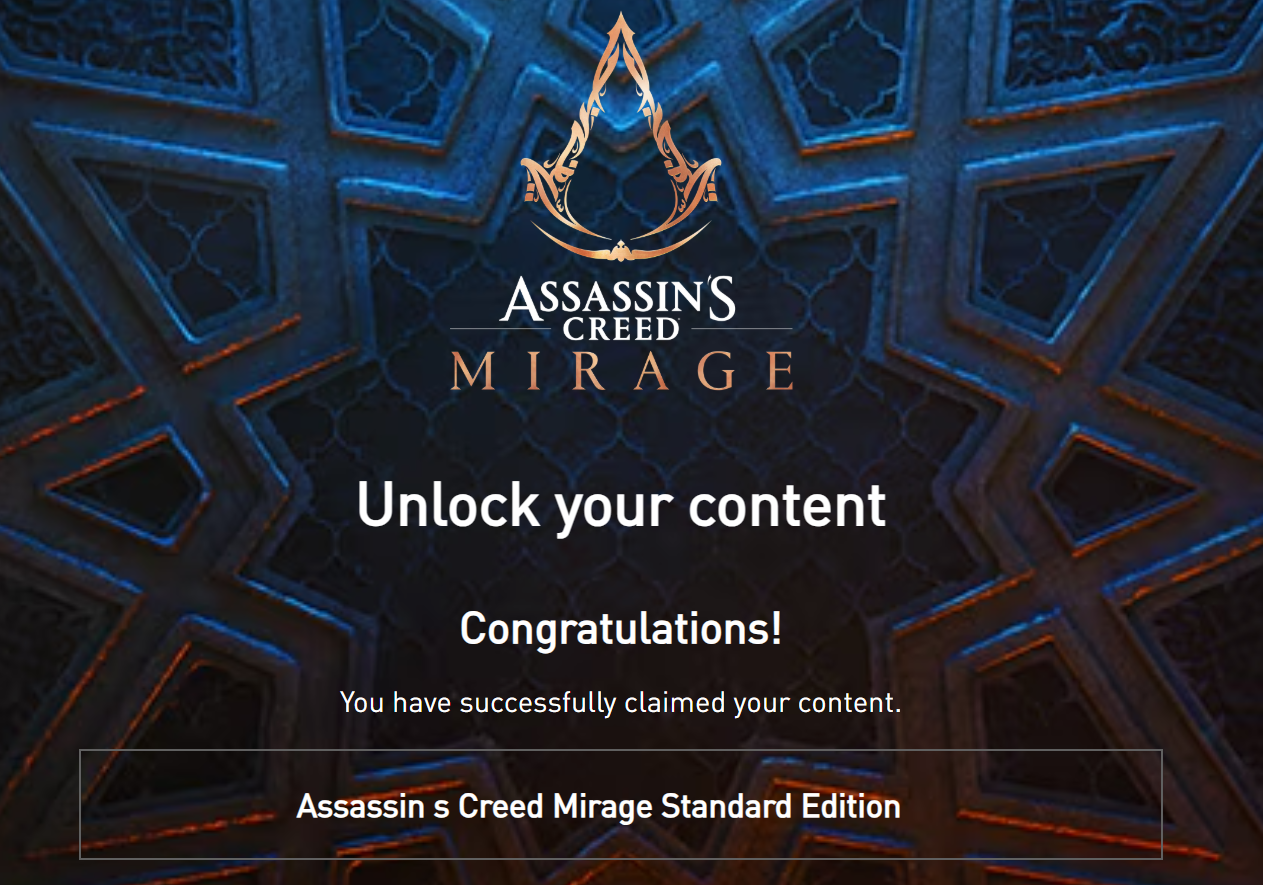 ASSASSIN'S
CREED
MIRAGE
Unlock your content
Congratulations!
You have successfully claimed your content.
Assassin s Creed Mirage Standard Edition